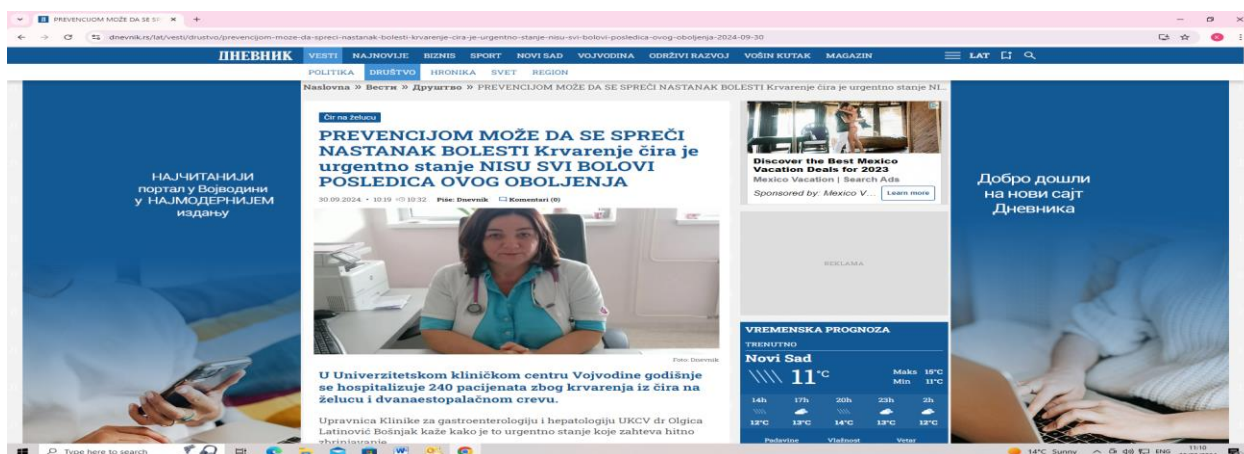 PREVENCIJOM MOŽE DA SE SP
dnevnik.rs/lat/vesti/drustvo/prevencijom-moze-da-spreci-nastanak-bolesti-krvarenje-cira-je-urgentno-stanje-nisu-svi-bolovi-posledica-ovog-oboljenja-2024-09-30
ДНЕВНИК VESTI NAJNOVIJE BIZNIS SPORT NOVI SAD VOJVODINA ODRŽIVI RAZVOJ VOŠIN KUTAK MAGAZIN LAT
POLITIKA DRUŠTVO HRONIKA SVET REGION
Naslovna » Вести » Друштво » PREVENCIJOM MOŽE DA SE SPREČI NASTANAK BOLESTI Krvarenje čira je urgentno stanje NI...
Čir na želucu
PREVENCIJOM MOŽE DA SE SPREČI
NASTANAK BOLESTI Krvarenje čira je
urgentno stanje NISU SVI BOLOVI
POSLEDICA OVOG OBOLJENJA
30.09.2024 • 10:19 10:32 Piše: Dnevnik Komentari (0)
Foto: Dnevnik
U Univerzitetskom kliničkom centru Vojvodine godišnje
se hospitalizuje 240 pacijenata zbog krvarenja iz čira na
želucu i dvanaestopalačnom crevu.
Upravnica Klinike za gastroenterologiju i hepatologiju UKCV dr Olgica
Latinović Bošnjak kaže kako je to urgentno stanje koje zahteva hitno
zbrinjavanje
НАЈЧИТАНИЈИ
портал у Војводини
у НАЈМОДЕРНИЈЕМ
издању
Discover the Best Mexico
Vacation Deals for 2023
Mexico Vacation | Search Ads
Sponsored by: Mexico V... Learn more
REKLAMA
VREMENSKA PROGNOZA
TRENUTNO
Novi Sad
11°C
Maks 15°C
Min 11°C
14h 17h 20h 23h 2h
12°C 13°C 14°C 13°C 12°C
Padavine Vlažnost Vetar
Добро дошли
на нови сајт
Дневника
Type here to search
14°C Sunny ENG 11:10